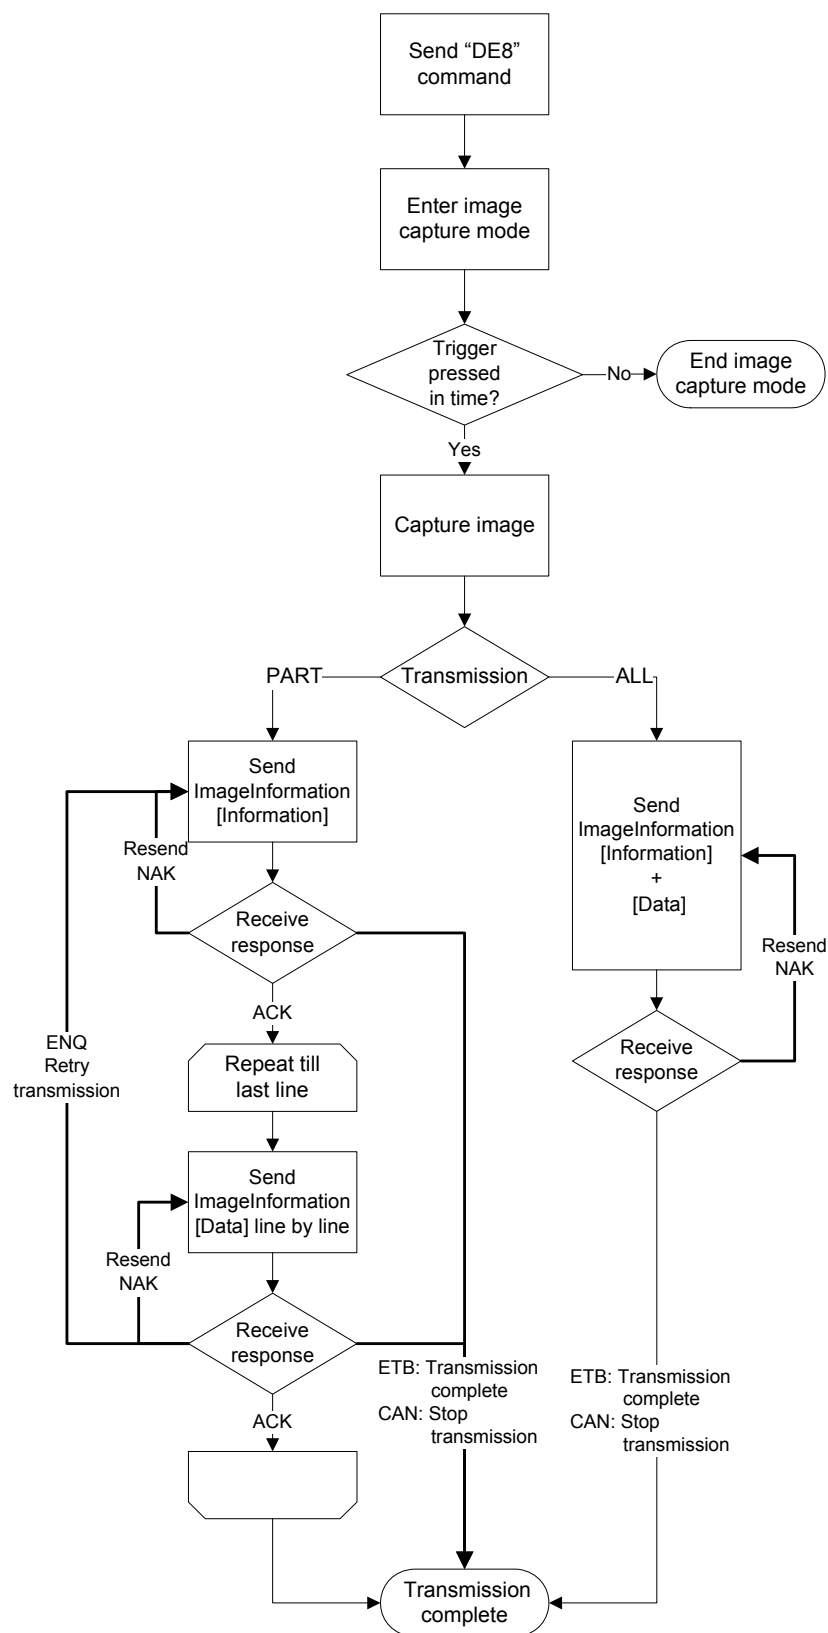 Send “DE8”
command
Enter image
capture mode
Trigger
pressed
in time?
No
End image
capture mode
Yes
Capture image
Transmission
PART
ALL
Send
ImageInformation
[Information]
Resend
NAK
Receive
response
ACK
ENQ
Retry
transmission
Repeat till
last line
Send
ImageInformation
[Data] line by line
Resend
NAK
Receive
response
ACK
ETB: Transmission
complete
CAN: Stop
transmission
Send
ImageInformation
[Information]
+
[Data]
Resend
NAK
Receive
response
ETB: Transmission
complete
CAN: Stop
transmission
Transmission
complete